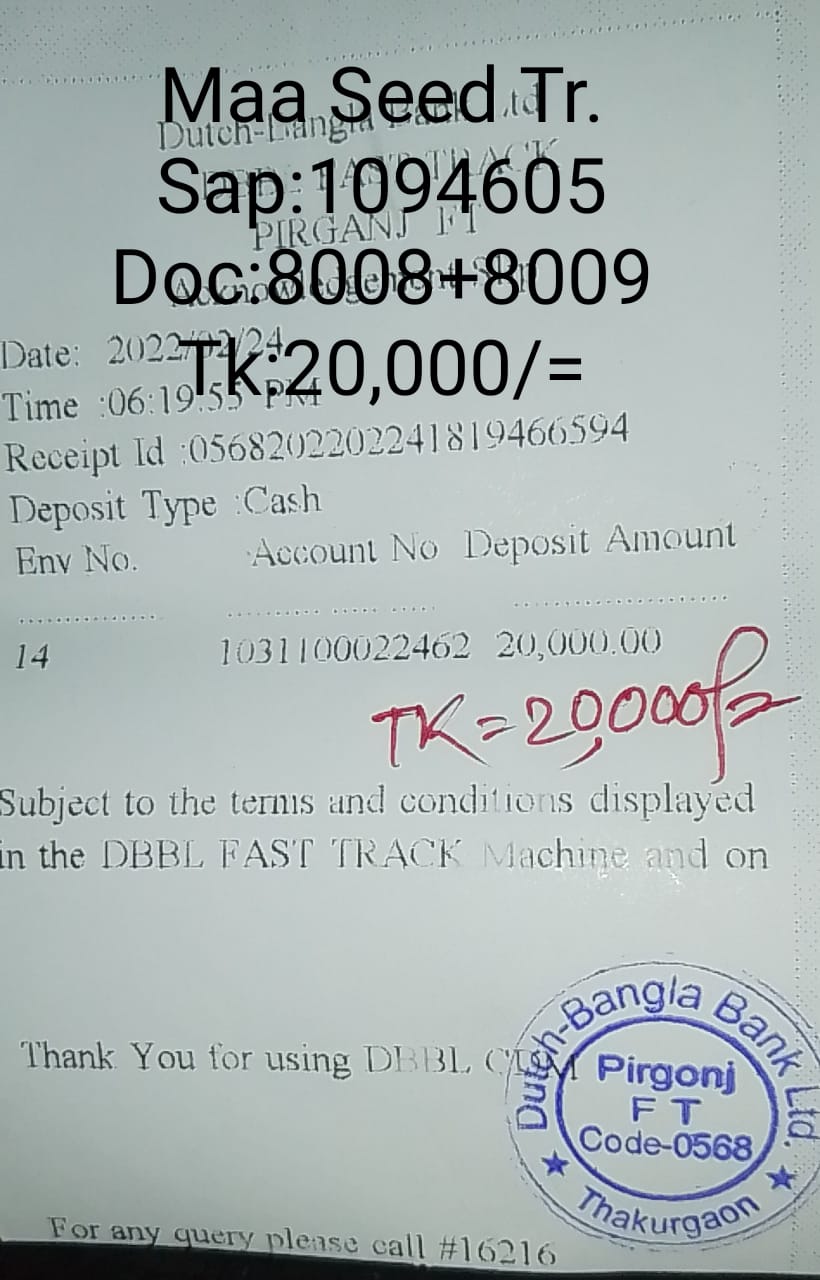 Maa Seed Tr.
Dutch-Bangla Bank Ltd
Sap:1094605
FAST TRACK
PIRGANJ FT
Doc:8008+8009
Acknowledgement Slip
Tk:20,000/=
Date: 2022/02/24
Time :06:19:55 PM
Receipt Id :0568202202241819466594
Deposit Type :Cash
Env No. Account No Deposit Amount
14 1031100022462 20,000.00
TK=20,000/=
Subject to the terms and conditions displayed
in the DBBL FAST TRACK Machine and on
Thank You for using DBBL
Dutch-Bangla Bank Ltd.
Pirgonj
FT
Code-0568
★ Thakurgaon ★
For any query please call #16216